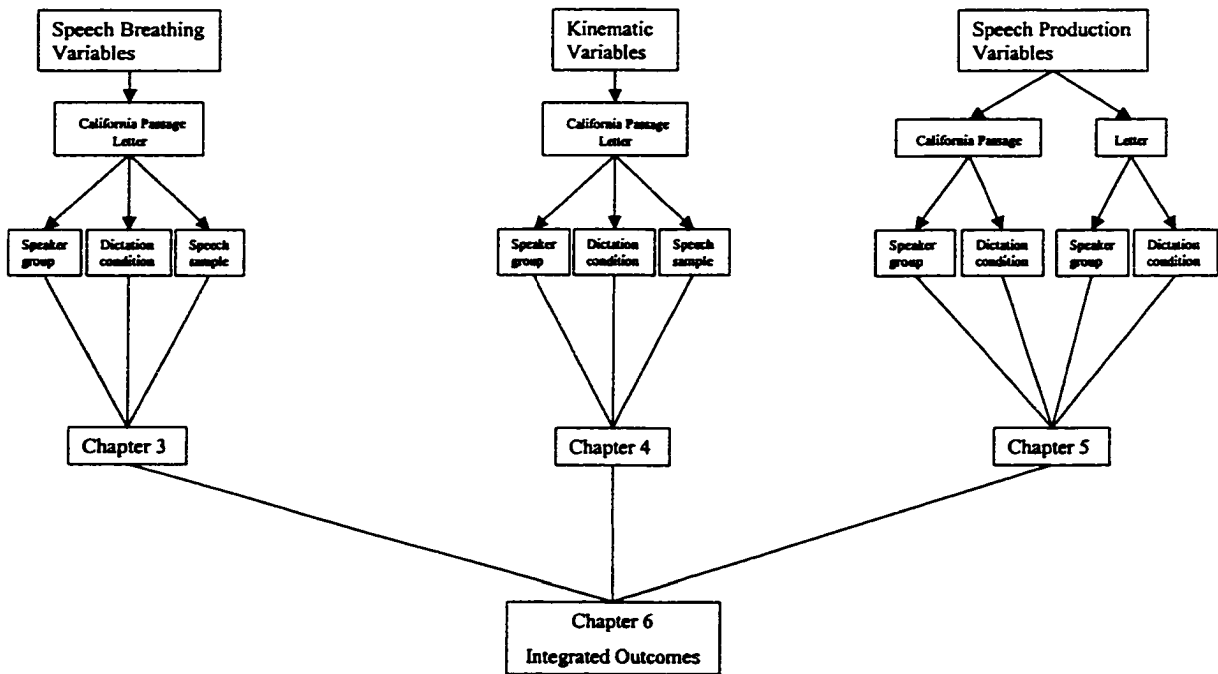 Speech Breathing
Variables
Kinematic
Variables
Speech Production
Variables
California Passage
Letter
California Passage
Letter
California Passage
Letter
Speaker
group
Dictation
condition
Speech
sample
Speaker
group
Dictation
condition
Speech
sample
Speaker
group
Dictation
condition
Speaker
group
Dictation
condition
Chapter 3
Chapter 4
Chapter 5
Chapter 6
Integrated Outcomes